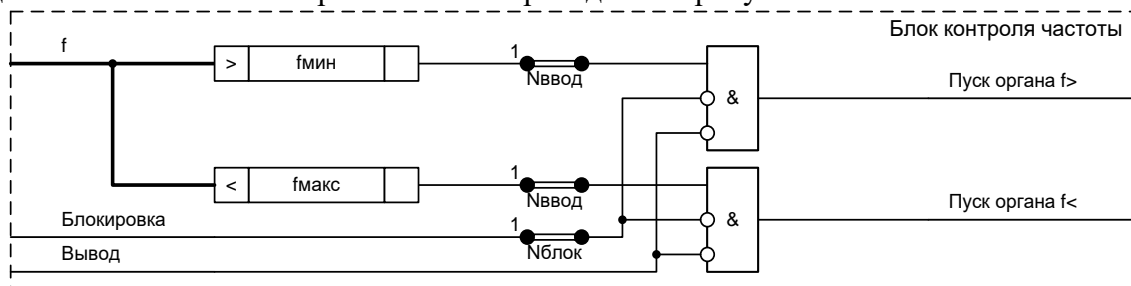 Блок контроля частоты
f
> fмин
1
Nввод
&
Пуск органа f>
< fмакс
1
Nввод
&
Пуск органа f<
Блокировка
1
Nблок
Вывод